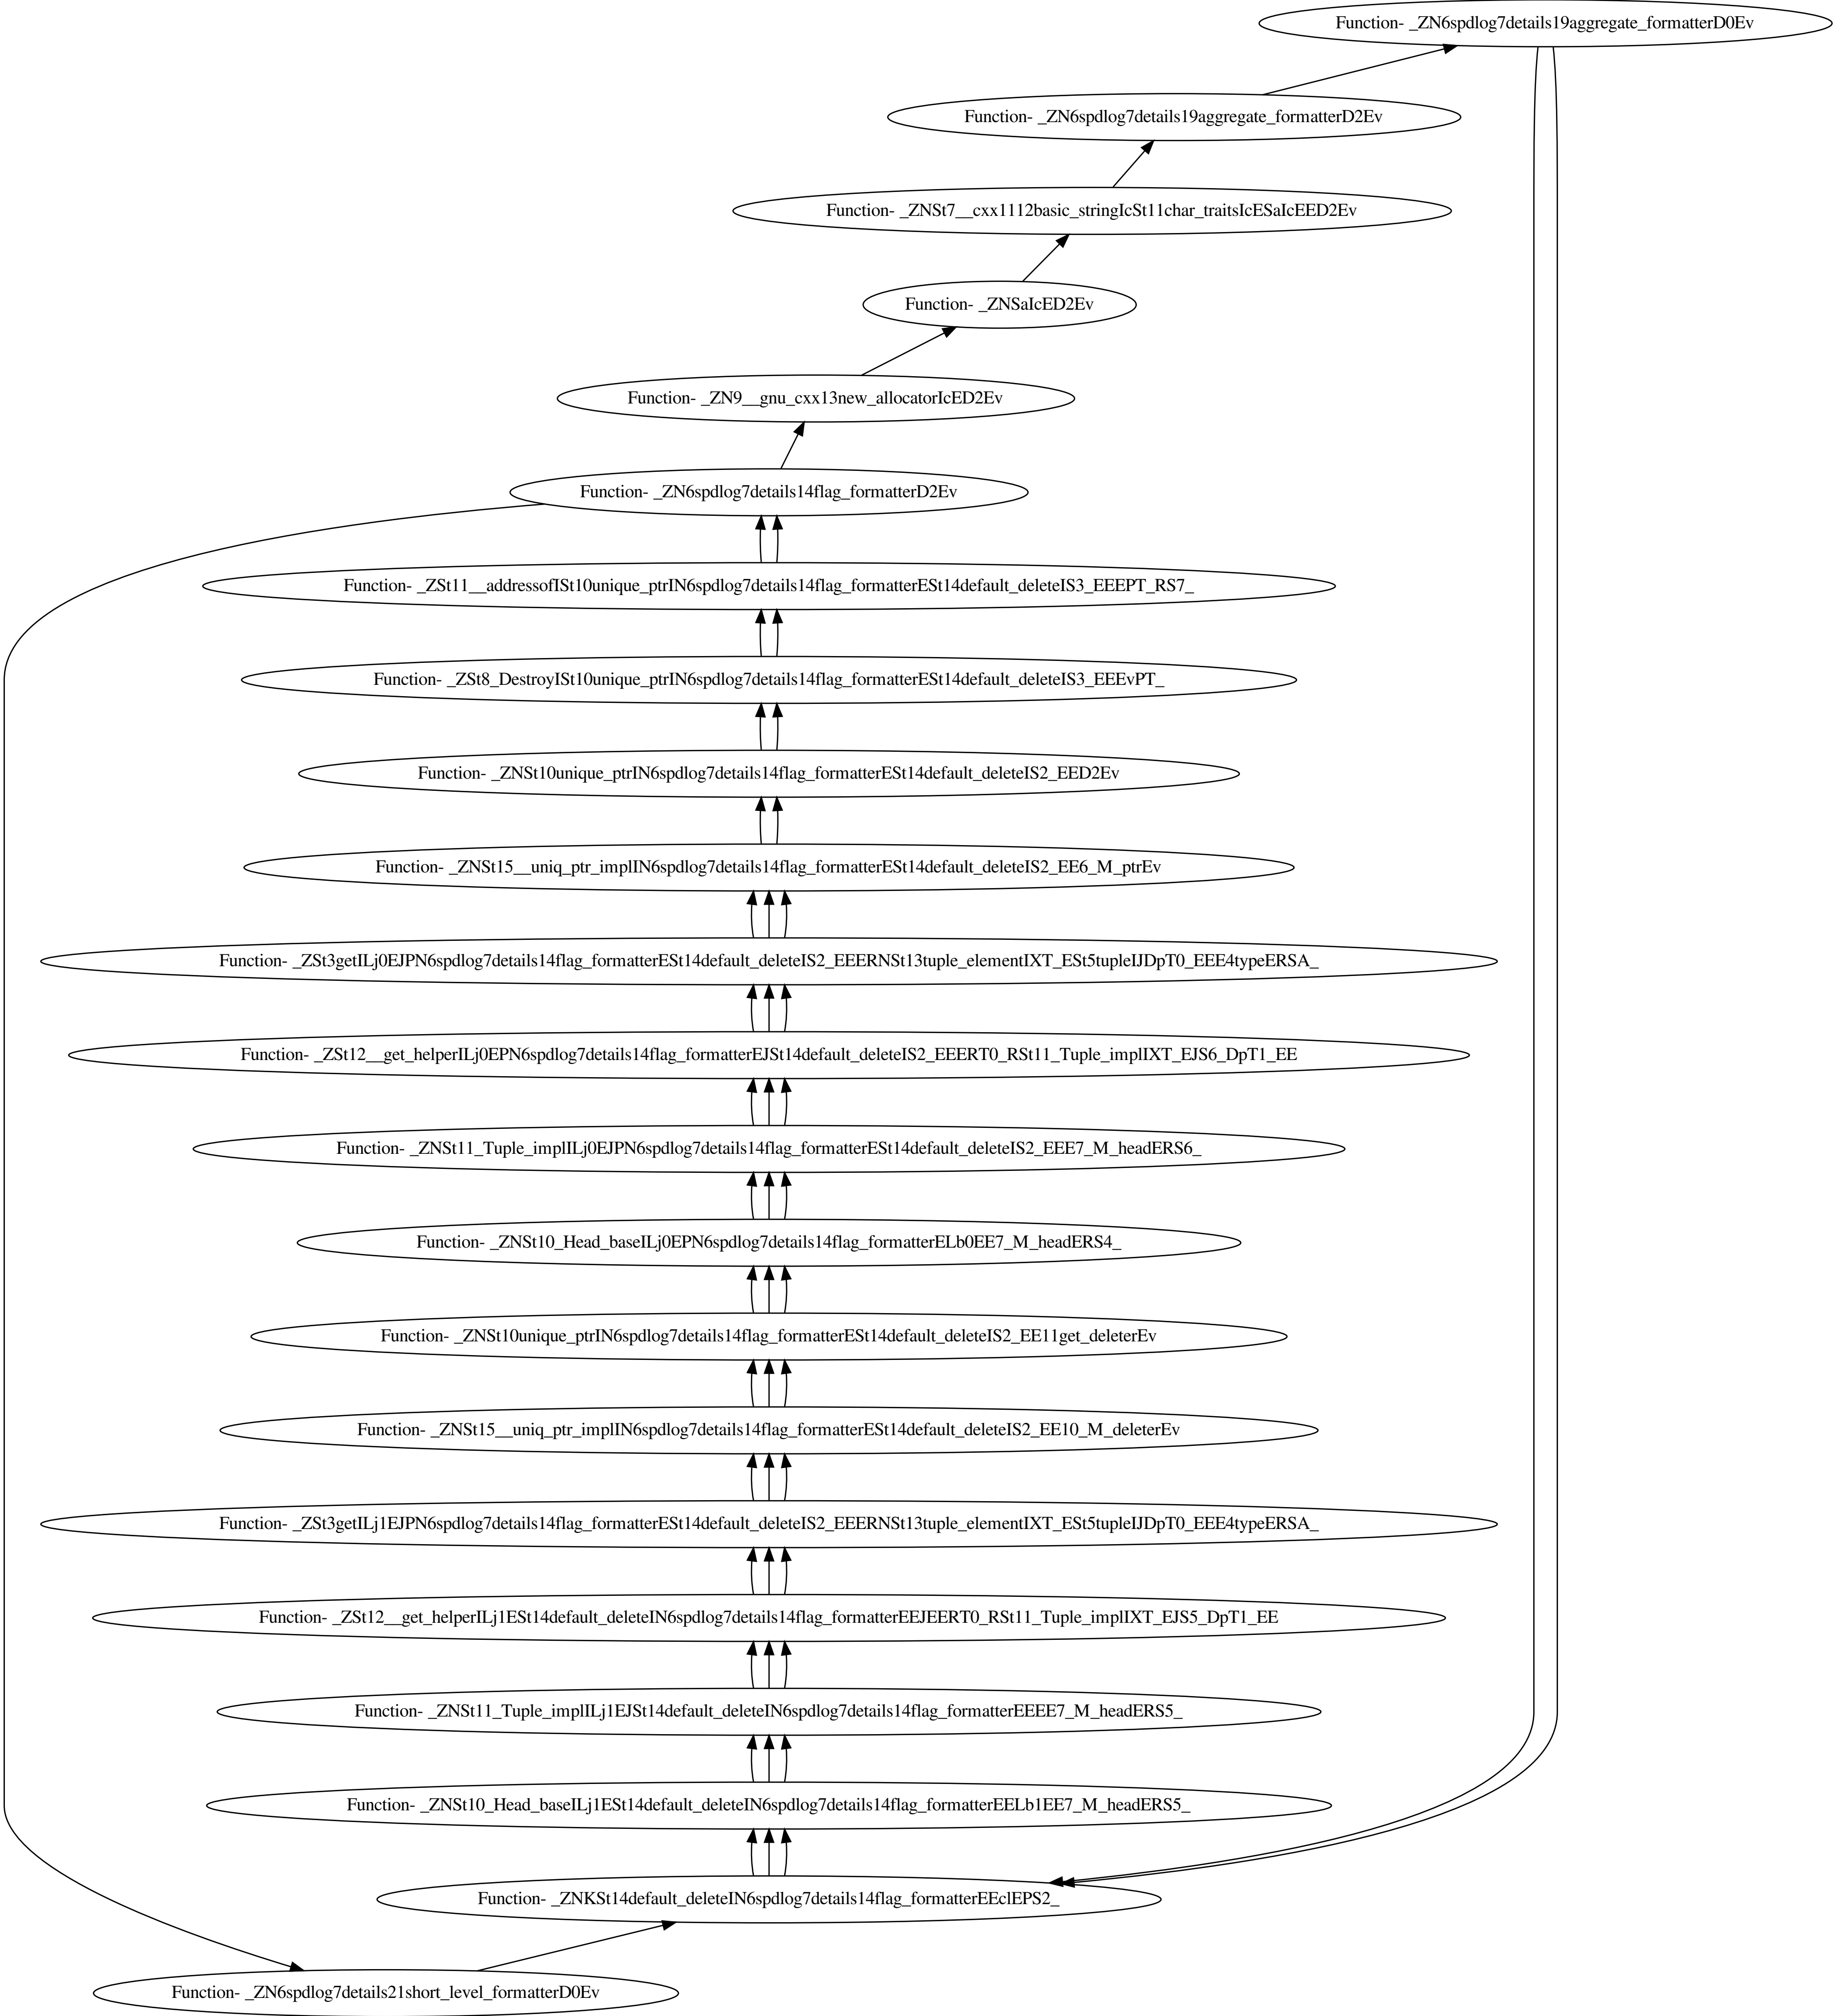 Function- _ZN6spdlog7details19aggregate_formatterD0Ev
Function- _ZN6spdlog7details19aggregate_formatterD2Ev
Function- _ZNSt7__cxx1112basic_stringIcSt11char_traitsIcESaIcEED2Ev
Function- _ZNSaIcED2Ev
Function- _ZN9__gnu_cxx13new_allocatorIcED2Ev
Function- _ZN6spdlog7details14flag_formatterD2Ev
Function- _ZSt11__addressofISt10unique_ptrIN6spdlog7details14flag_formatterESt14default_deleteIS3_EEEPT_RS7_
Function- _ZSt8_DestroyISt10unique_ptrIN6spdlog7details14flag_formatterESt14default_deleteIS3_EEEvPT_
Function- _ZNSt10unique_ptrIN6spdlog7details14flag_formatterESt14default_deleteIS2_EED2Ev
Function- _ZNSt15__uniq_ptr_implIN6spdlog7details14flag_formatterESt14default_deleteIS2_EE6_M_ptrEv
Function- _ZSt3getILj0EJPN6spdlog7details14flag_formatterESt14default_deleteIS2_EEERNSt13tuple_elementIXT_ESt5tupleIJDpT0_EEE4typeERSA_
Function- _ZSt12__get_helperILj0EPN6spdlog7details14flag_formatterEJSt14default_deleteIS2_EEERT0_RSt11_Tuple_implIXT_EJS6_DpT1_EE
Function- _ZNSt11_Tuple_implILj0EJPN6spdlog7details14flag_formatterESt14default_deleteIS2_EEE7_M_headERS6_
Function- _ZNSt10_Head_baseILj0EPN6spdlog7details14flag_formatterELb0EE7_M_headERS4_
Function- _ZNSt10unique_ptrIN6spdlog7details14flag_formatterESt14default_deleteIS2_EE11get_deleterEv
Function- _ZNSt15__uniq_ptr_implIN6spdlog7details14flag_formatterESt14default_deleteIS2_EE10_M_deleterEv
Function- _ZSt3getILj1EJPN6spdlog7details14flag_formatterESt14default_deleteIS2_EEERNSt13tuple_elementIXT_ESt5tupleIJDpT0_EEE4typeERSA_
Function- _ZSt12__get_helperILj1ESt14default_deleteIN6spdlog7details14flag_formatterEEJEERT0_RSt11_Tuple_implIXT_EJS5_DpT1_EE
Function- _ZNSt11_Tuple_implILj1EJSt14default_deleteIN6spdlog7details14flag_formatterEEEE7_M_headERS5_
Function- _ZNSt10_Head_baseILj1ESt14default_deleteIN6spdlog7details14flag_formatterEELb1EE7_M_headERS5_
Function- _ZNKSt14default_deleteIN6spdlog7details14flag_formatterEEclEPS2_
Function- _ZN6spdlog7details21short_level_formatterD0Ev